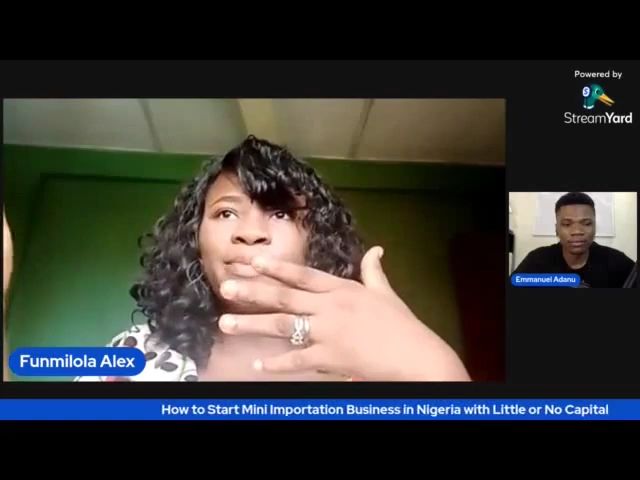 Powered by
StreamYard
Emmanuel Adanu
Funmilola Alex
How to Start Mini Importation Business in Nigeria with Little or No Capital